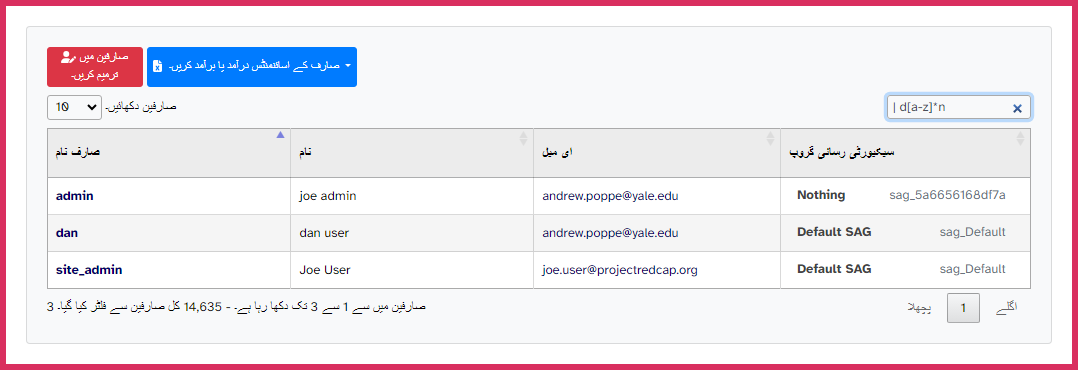 صارفین میں
ترمیم کریں۔
صارف کے اسائنمنٹس درآمد یا برآمد کریں۔
10 صارفین دکھائیں۔
| d[a-z]*n
صارف نام نام ای میل سیکیورٹی رسائی گروپ
admin joe admin andrew.poppe@yale.edu Nothing sag_5a6656168df7a
dan dan user andrew.poppe@yale.edu Default SAG sag_Default
site_admin Joe User joe.user@projectredcap.org Default SAG sag_Default
صارفین میں سے 1 سے 3 تک دکھا رہا ہے۔ - 14,635 کل صارفین سے فلٹر کیا گیا۔ 3
پچھلا 1 اگلے